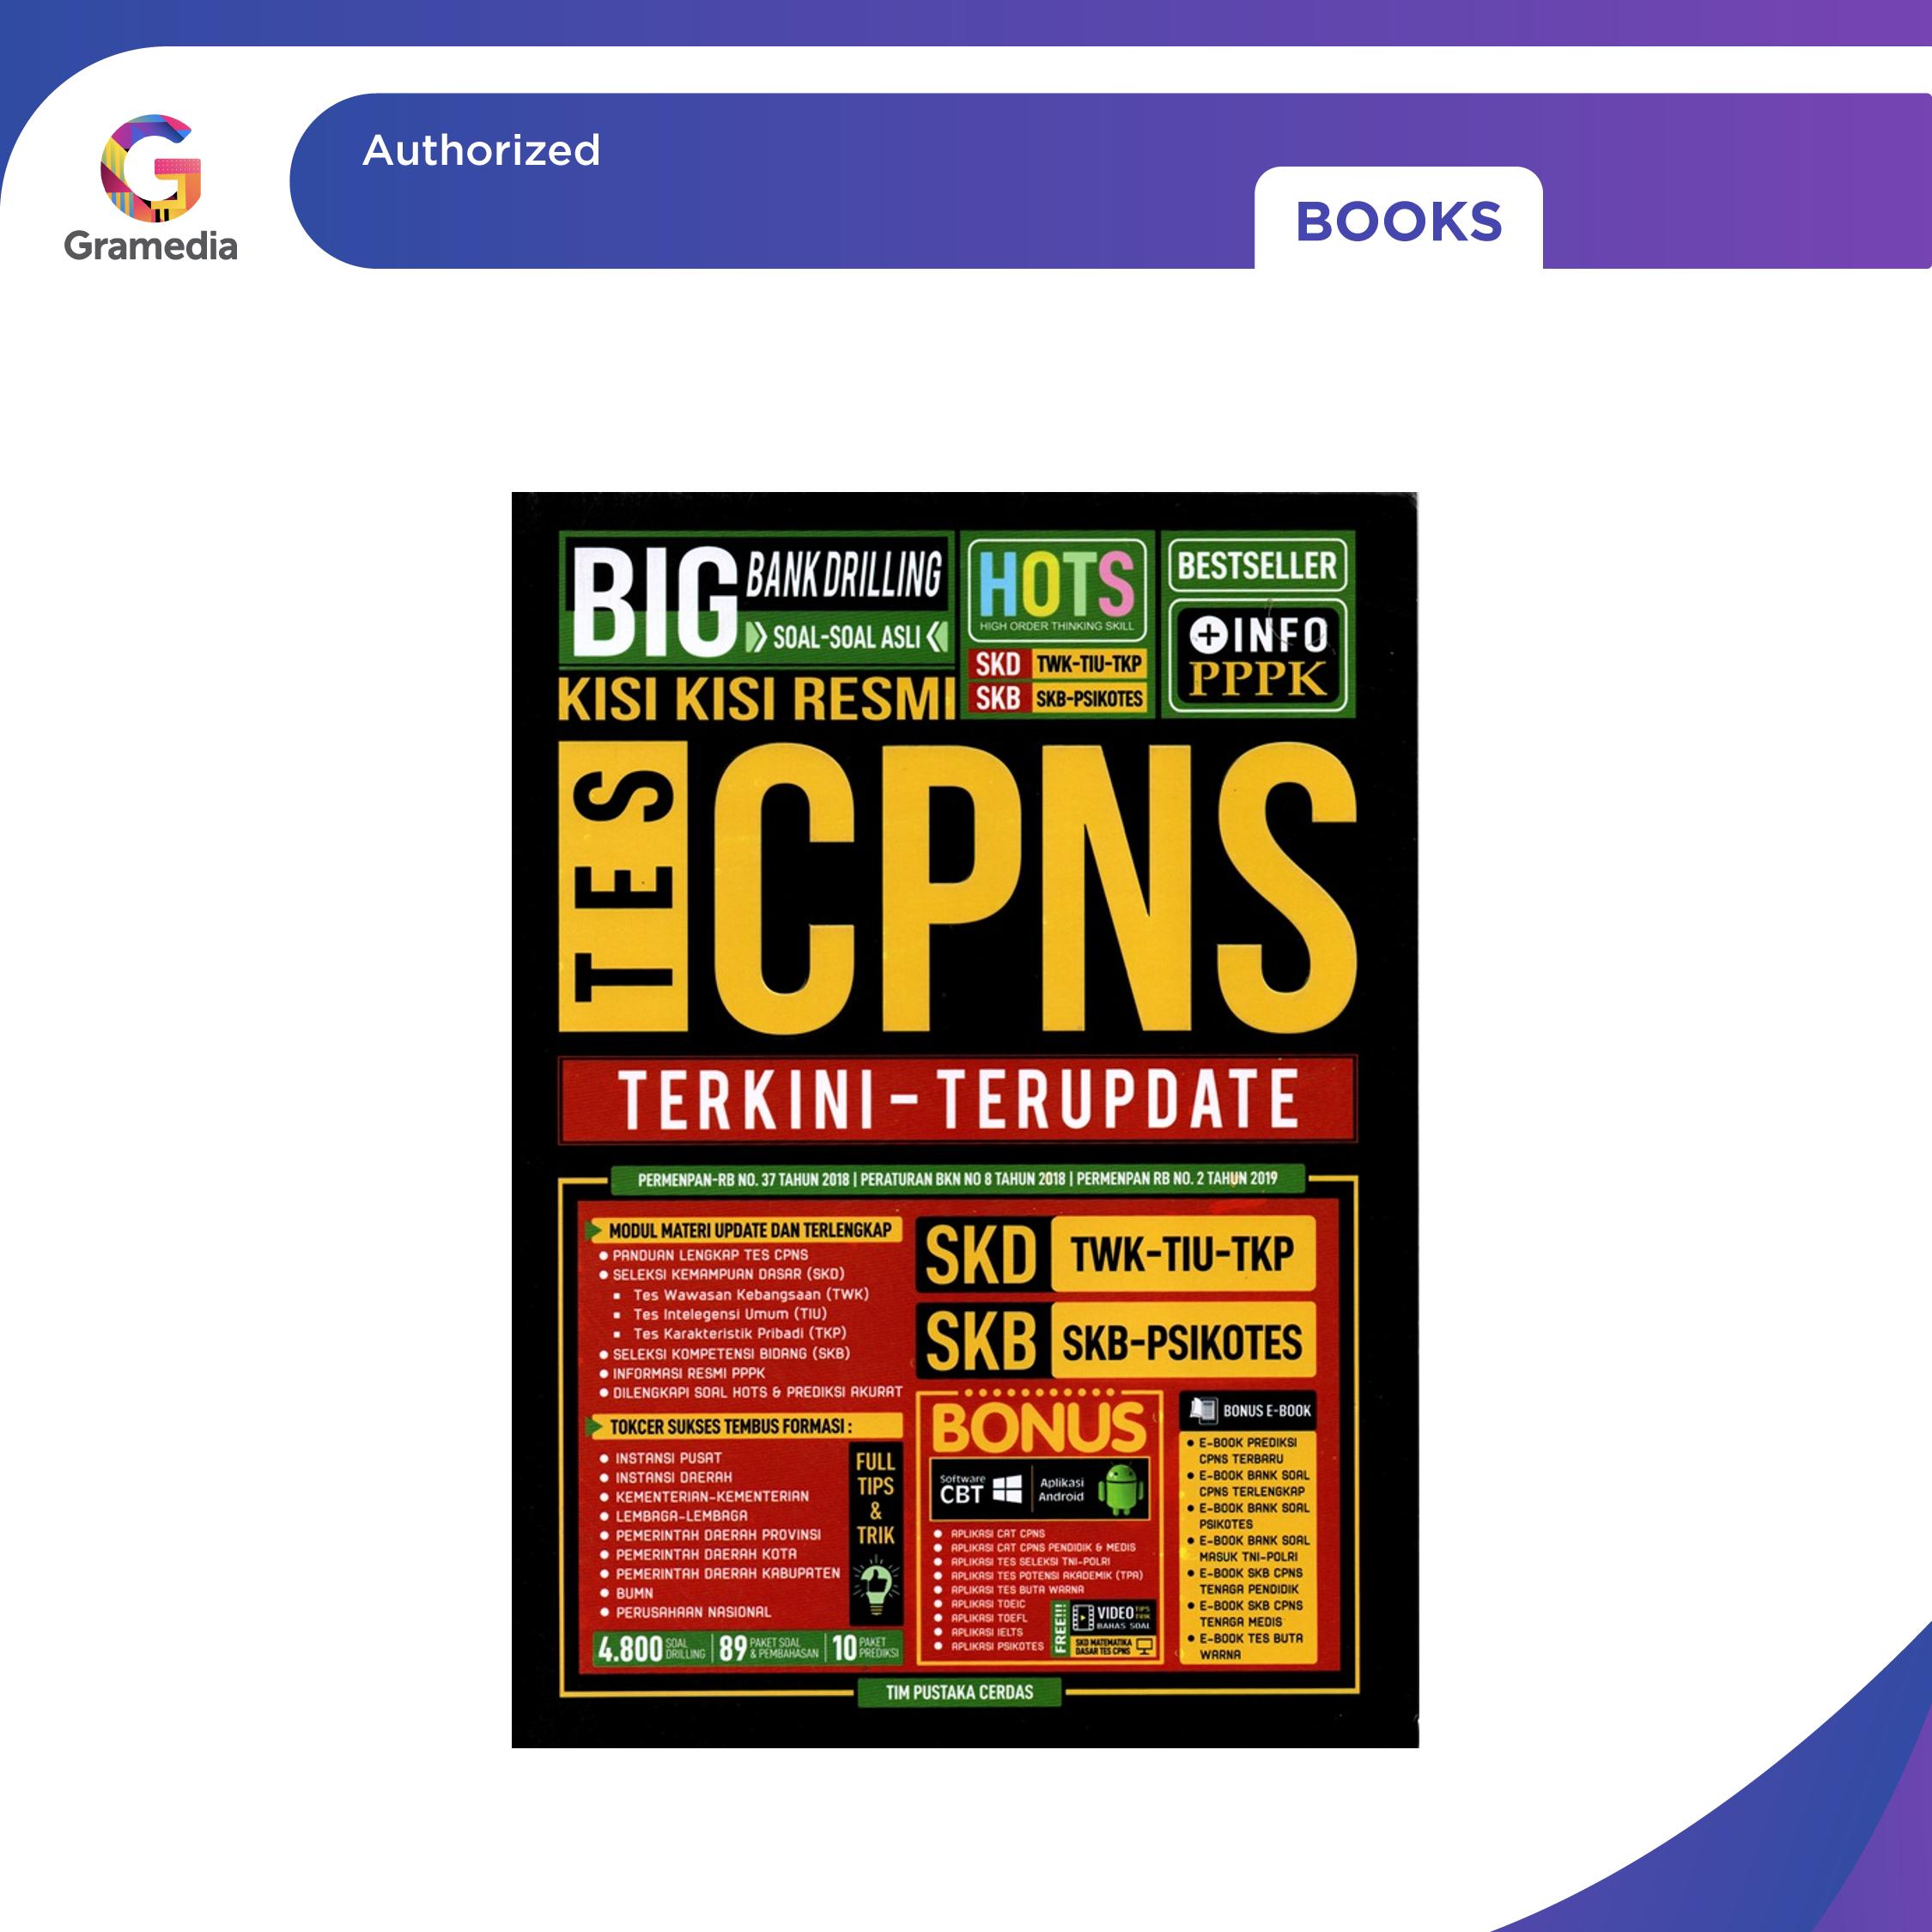 Gramedia
Authorized
BOOKS
BIG BANK DRILLING
SOAL-SOAL ASLI
KISI KISI RESMI
HOTS
HIGH ORDER THINKING SKILL
SKD TWK-TIU-TKP
SKB SKB-PSIKOTES
BESTSELLER
+INFO
PPPK
TES CPNS
TERKINI-TERUPDATE
PERMENPAN-RB NO. 37 TAHUN 2018 | PERATURAN BKN NO 8 TAHUN 2018 | PERMENPAN RB NO. 2 TAHUN 2019
MODUL MATERI UPDATE DAN TERLENGKAP
PANDUAN LENGKAP TES CPNS
SELEKSI KEMAMPUAN DASAR (SKD)
Tes Wawasan Kebangsaan (TWK)
Tes Intelegensi Umum (TIU)
Tes Karakteristik Pribadi (TKP)
SELEKSI KOMPETENSI BIDANG (SKB)
INFORMASI RESMI PPPK
DILENGKAPI SOAL HOTS & PREDIKSI AKURAT
TOKCER SUKSES TEMBUS FORMASI :
INSTANSI PUSAT
INSTANSI DAERAH
KEMENTERIAN-KEMENTERIAN
LEMBAGA-LEMBAGA
PEMERINTAH DAERAH PROVINSI
PEMERINTAH DAERAH KOTA
PEMERINTAH DAERAH KABUPATEN
BUMN
PERUSAHAAN NASIONAL
FULL
TIPS
&
TRIK
4.800 SOAL DRILLING | 89 PAKET SOAL & PEMBAHASAN | 10 PAKET PREDIKSI
SKD TWK-TIU-TKP
SKB SKB-PSIKOTES
BONUS
Software CBT
Aplikasi Android
APLIKASI CAT CPNS
APLIKASI CAT CPNS PENDIDIK & MEDIS
APLIKASI TES SELEKSI TNI-POLRI
APLIKASI TES POTENSI AKADEMIK (TPA)
APLIKASI TES BUTA WARNA
APLIKASI TOEIC
APLIKASI TOEFL
APLIKASI IELTS
APLIKASI PSIKOTES
FREE!!!
VIDEO TIPS TRIK
BAHAS SOAL
SKD MATEMATIKA
DASAR TES CPNS
BONUS E-BOOK
E-BOOK PREDIKSI
CPNS TERBARU
E-BOOK BANK SOAL
CPNS TERLENGKAP
E-BOOK BANK SOAL
PSIKOTES
E-BOOK BANK SOAL
MASUK TNI-POLRI
E-BOOK SKB CPNS
TENAGA PENDIDIK
E-BOOK SKB CPNS
TENAGA MEDIS
E-BOOK TES BUTA
WARNA
TIM PUSTAKA CERDAS